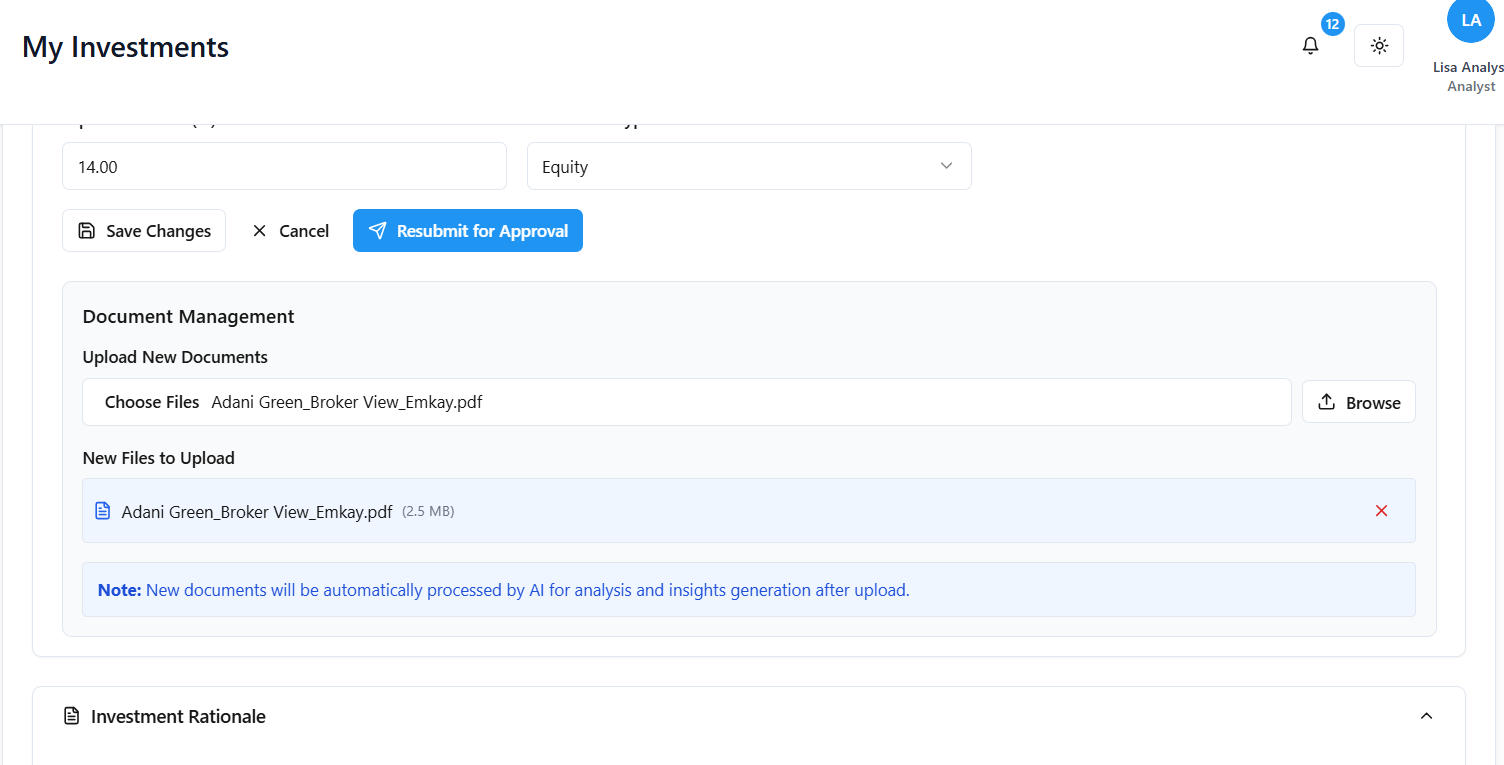 My Investments
12
LA
Lisa Analys
Analyst
14.00
Equity
Save Changes
Cancel
Resubmit for Approval
Document Management
Upload New Documents
Choose Files Adani Green_Broker View_Emkay.pdf
Browse
New Files to Upload
Adani Green_Broker View_Emkay.pdf (2.5 MB)
Note: New documents will be automatically processed by AI for analysis and insights generation after upload.
Investment Rationale